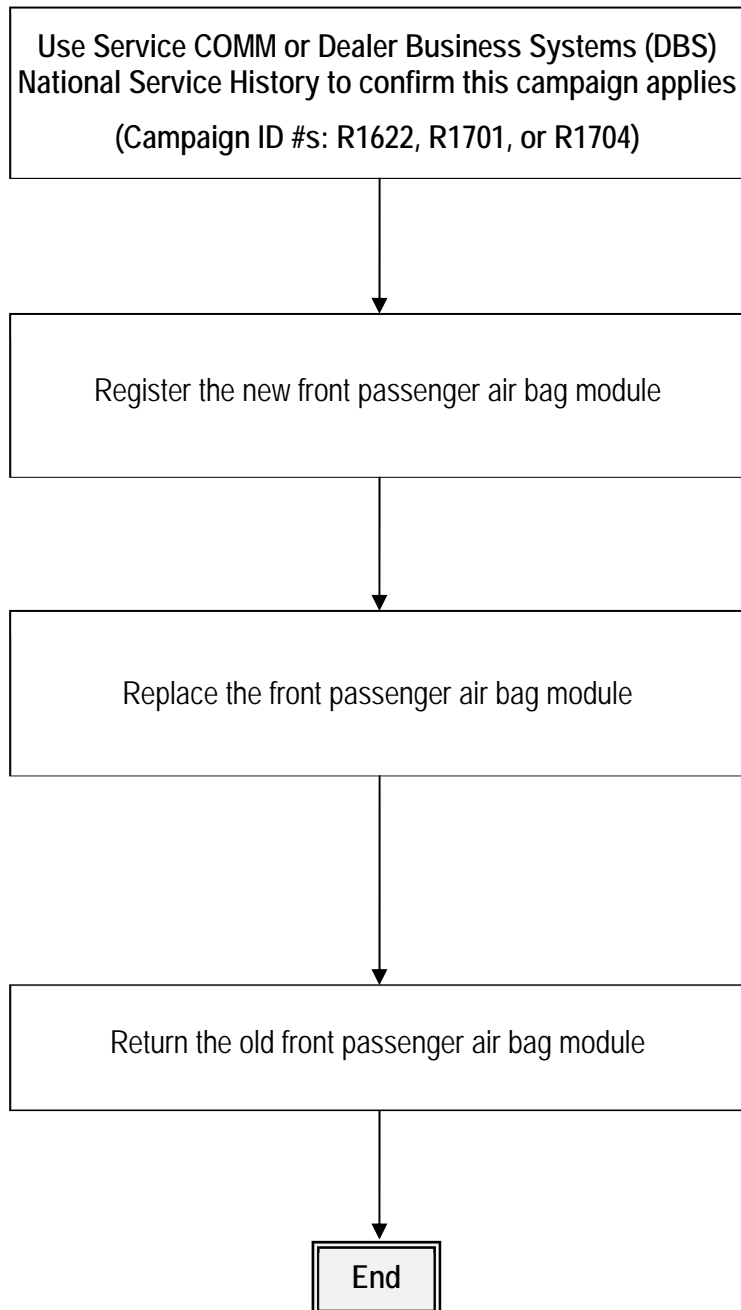 Use Service COMM or Dealer Business Systems (DBS)
National Service History to confirm this campaign applies
(Campaign ID #s: R1622, R1701, or R1704)
Register the new front passenger air bag module
Replace the front passenger air bag module
Return the old front passenger air bag module
End